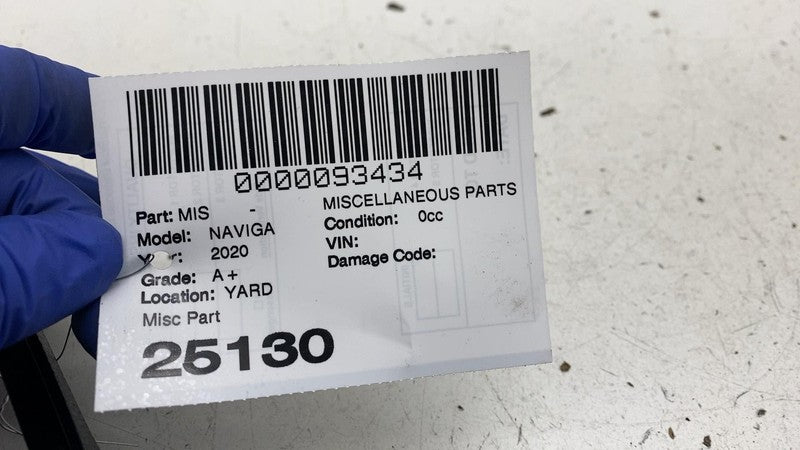 0000093434
Part: MIS - MISCELLANEOUS PARTS
Model: NAVIGA Condition: 0cc
2020 VIN:
Grade: A+ Damage Code:
Location: YARD
Misc Part
25130